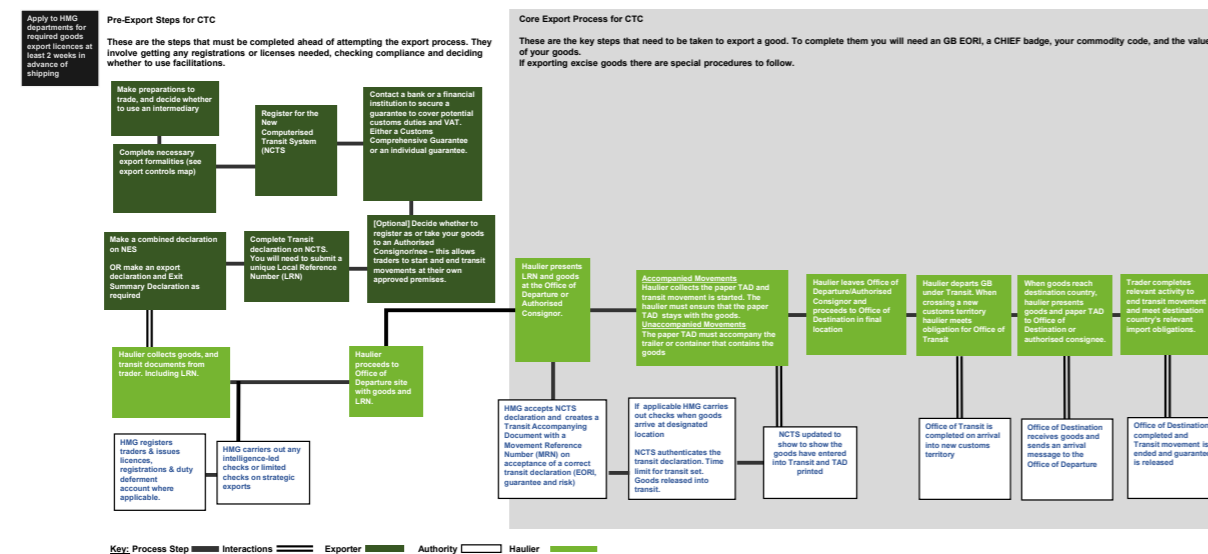 Apply to HMG
departments for
required goods
export licences at
least 2 weeks in
advance of
shipping
Pre-Export Steps for CTC
These are the steps that must be completed ahead of attempting the export process. They
involve getting any registrations or licenses needed, checking compliance and deciding
whether to use facilitations.
Make preparations to
trade, and decide whether
to use an intermediary
Complete necessary
export formalities (see
export controls map)
Register for the
New
Computerised
Transit System
(NCTS
Contact a bank or a financial
institution to secure a
guarantee to cover potential
customs duties and VAT.
Either a Customs
Comprehensive Guarantee
or an individual guarantee.
[Optional] Decide whether to
register as or take your goods
to an Authorised
Consignor/nee – this allows
traders to start and end transit
movements at their own
approved premises.
Complete Transit
declaration on NCTS.
You will need to submit a
unique Local Reference
Number (LRN)
Make a combined declaration
on NES
OR make an export
declaration and Exit
Summary Declaration as
required
Haulier collects goods, and
transit documents from
trader. Including LRN.
Haulier
proceeds to
Office of
Departure site
with goods and
LRN.
HMG registers
traders & issues
licences,
registrations & duty
deferment
account where
applicable.
HMG carriers out any
intelligence-led
checks or limited
checks on strategic
exports
Core Export Process for CTC
These are the key steps that need to be taken to export a good. To complete them you will need an GB EORI, a CHIEF badge, your commodity code, and the value
of your goods.
If exporting excise goods there are special procedures to follow.
Haulier presents
LRN and goods
at the Office of
Departure or
Authorised
Consignor.
Accompanied Movements
Haulier collects the paper TAD and
transit movement is started. The
haulier must ensure that the paper
TAD stays with the goods.
Unaccompanied Movements
The paper TAD must accompany the
trailer or container that contains the
goods
Haulier leaves Office of
Departure/Authorised
Consignor and
proceeds to Office of
Destination in final
location
Haulier departs GB
under Transit. When
crossing a new
customs territory
haulier meets
obligation for Office of
Transit
When goods reach
destination country,
haulier presents
goods and paper TAD
to Office of
Destination or
authorised consignee.
Trader completes
relevant activity to
end transit movement
and meet destination
country's relevant
import obligations.
HMG accepts NCTS
declaration and creates a
Transit Accompanying
Document with a
Movement Reference
Number (MRN) on
acceptance of a correct
transit declaration (EORI,
guarantee and risk)
If applicable HMG carries
out checks when goods
arrive at designated
location
NCTS authenticates the
transit declaration. Time
limit for transit set.
Goods released into
transit.
NCTS updated to
show to show the
goods have entered
into Transit and TAD
printed
Office of Transit is
completed on arrival
into new customs
territory
Office of Destination
receives goods and
sends an arrival
message to the
Office of Departure
Office of Destination
completed and
Transit movement is
ended and guarantee
is released
Key: Process Step Interactions Exporter Authority Haulier